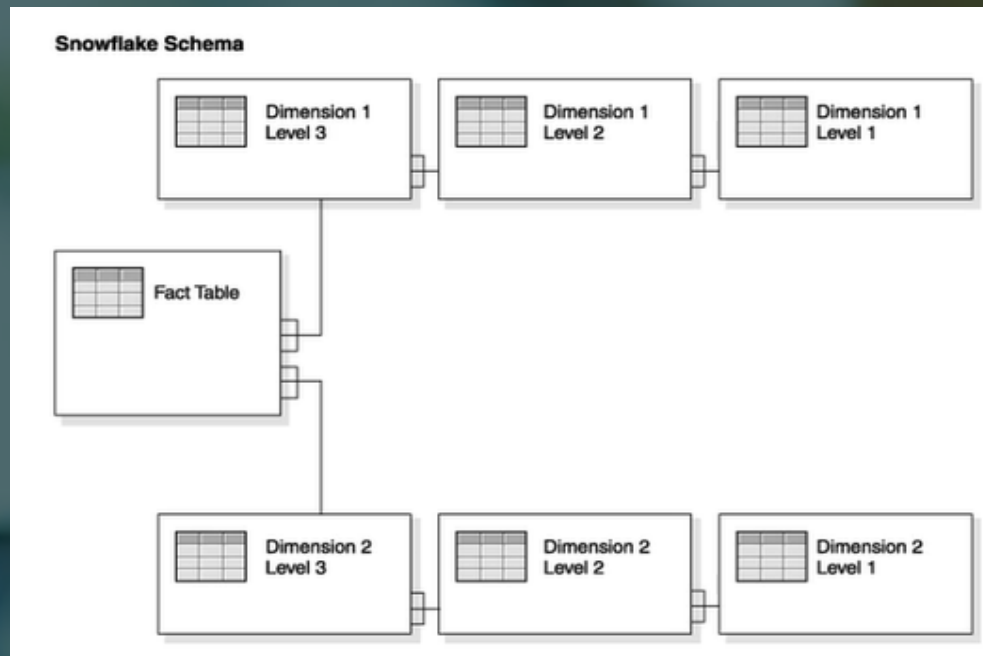 Snowflake Schema
Dimension 1
Level 3
Dimension 1
Level 2
Dimension 1
Level 1
Fact Table
Dimension 2
Level 3
Dimension 2
Level 2
Dimension 2
Level 1